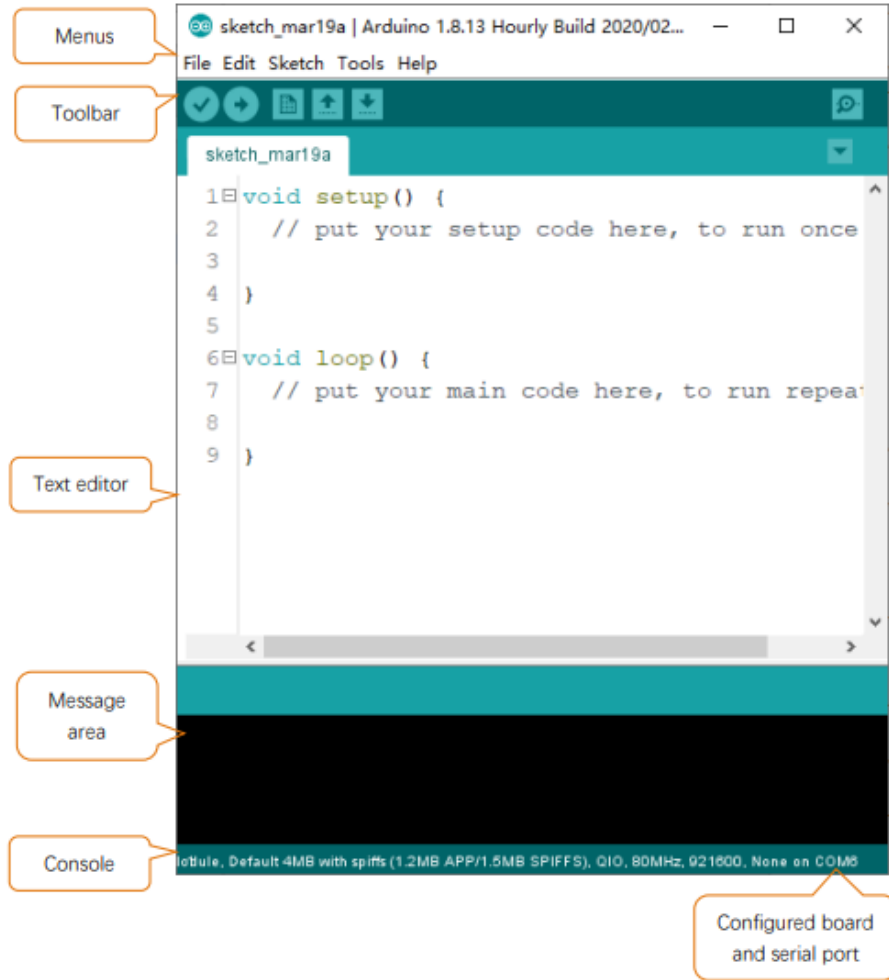 Menus
sketch_mar19a | Arduino 1.8.13 Hourly Build 2020/02...
File Edit Sketch Tools Help
Toolbar
sketch_mar19a
1 void setup() {
2 // put your setup code here, to run once
3
4 }
5
6 void loop() {
7 // put your main code here, to run repeat
8
9 }
Text editor
Message
area
Console
Default 4MB with spiffs (1.2MB APP/1.5MB SPIFFS), QIO, 80MHz, 921600, None on COM6
Configured board
and serial port